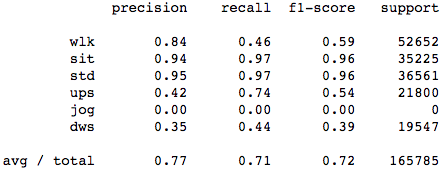 precision recall f1-score support
wlk 0.84 0.46 0.59 52652
sit 0.94 0.97 0.96 35225
std 0.95 0.97 0.96 36561
ups 0.42 0.74 0.54 21800
jog 0.00 0.00 0.00 0
dws 0.35 0.44 0.39 19547
avg / total 0.77 0.71 0.72 165785